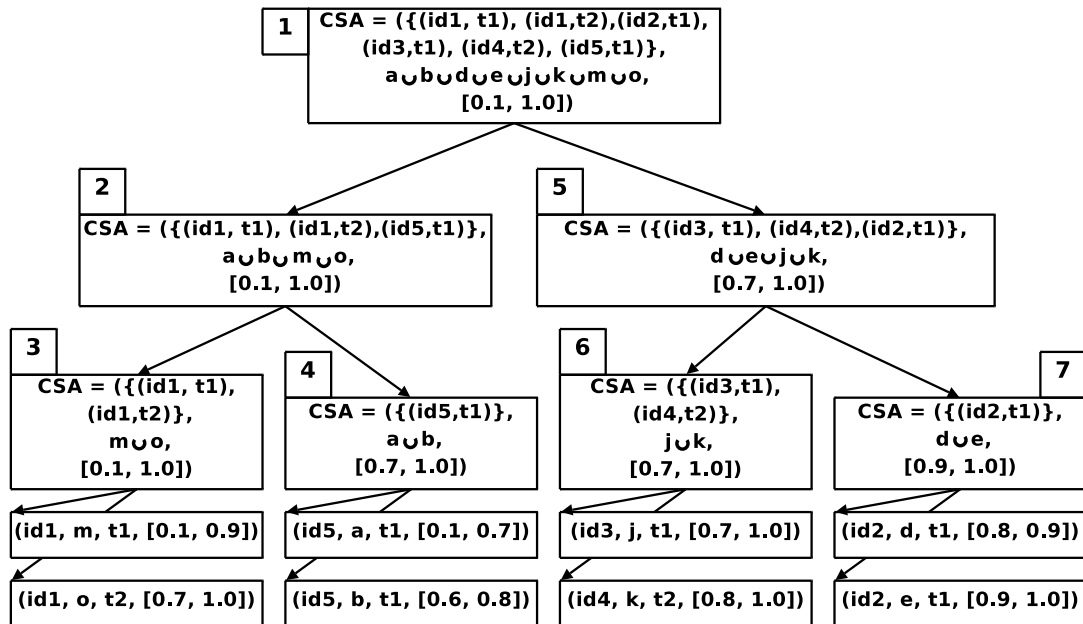 1
CSA = ({(id1, t1), (id1,t2),(id2,t1),
(id3,t1), (id4,t2), (id5,t1)},
a∪b∪d∪e∪j∪k∪m∪o,
[0.1, 1.0])
2
CSA = ({(id1, t1), (id1,t2),(id5,t1)},
a∪b∪m∪o,
[0.1, 1.0])
5
CSA = ({(id3, t1), (id4,t2),(id2,t1)},
d∪e∪j∪k,
[0.7, 1.0])
3
CSA = ({(id1, t1),
(id1,t2)},
m∪o,
[0.1, 1.0])
4
CSA = ({(id5,t1)},
a∪b,
[0.7, 1.0])
6
CSA = ({(id3,t1),
(id4,t2)},
j∪k,
[0.7, 1.0])
7
CSA = ({(id2,t1)},
d∪e,
[0.9, 1.0])
(id1, m, t1, [0.1, 0.9])
(id5, a, t1, [0.1, 0.7])
(id3, j, t1, [0.7, 1.0])
(id2, d, t1, [0.8, 0.9])
(id1, o, t2, [0.7, 1.0])
(id5, b, t1, [0.6, 0.8])
(id4, k, t2, [0.8, 1.0])
(id2, e, t1, [0.9, 1.0])